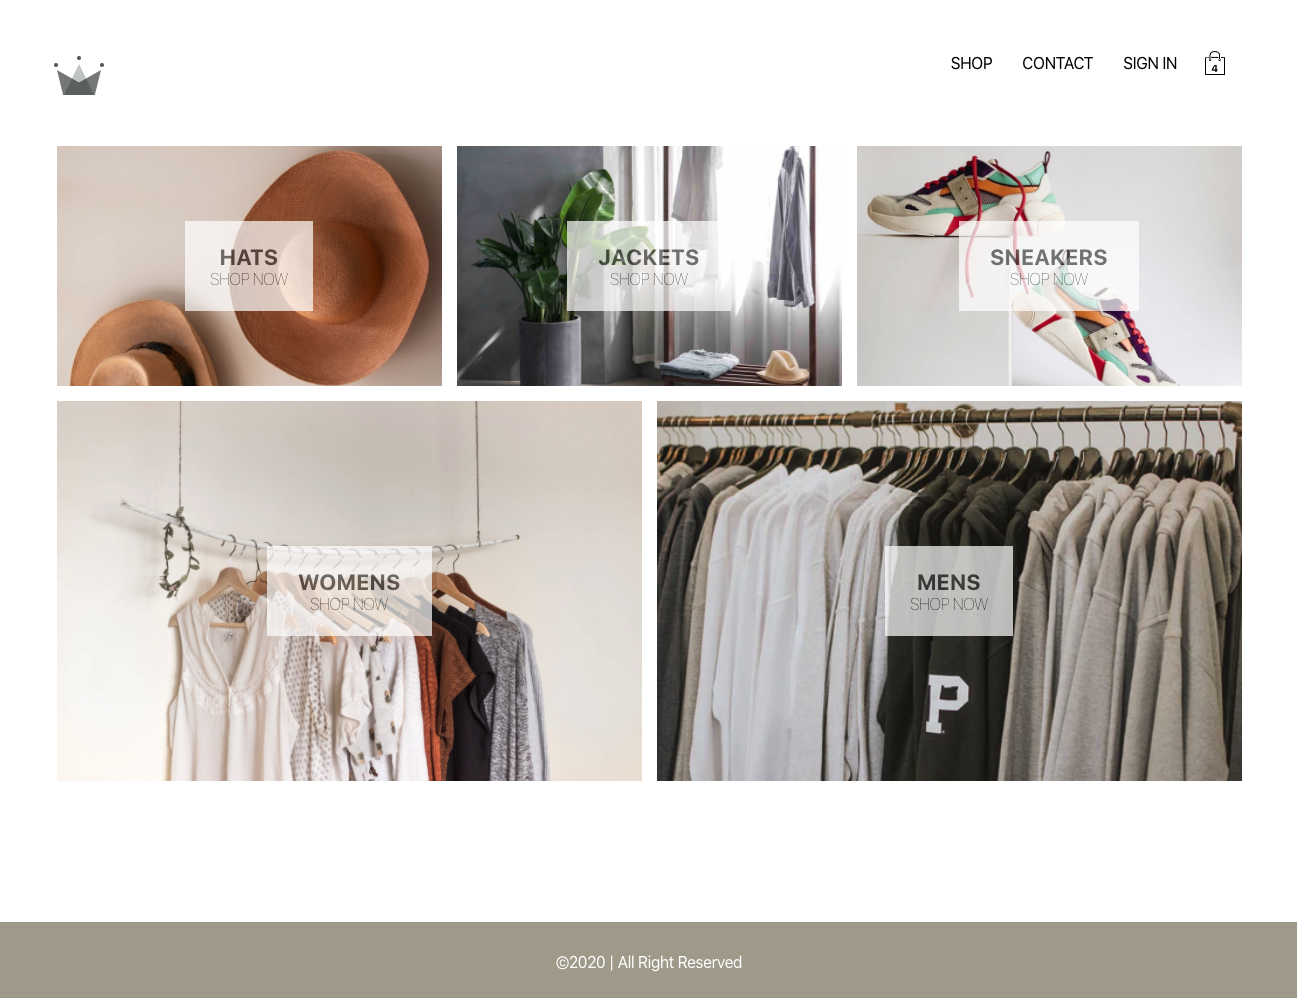 SHOP CONTACT SIGN IN 4
HATS
SHOP NOW
JACKETS
SHOP NOW
SNEAKERS
SHOP NOW
WOMENS
SHOP NOW
MENS
SHOP NOW
P
©2020 | All Right Reserved